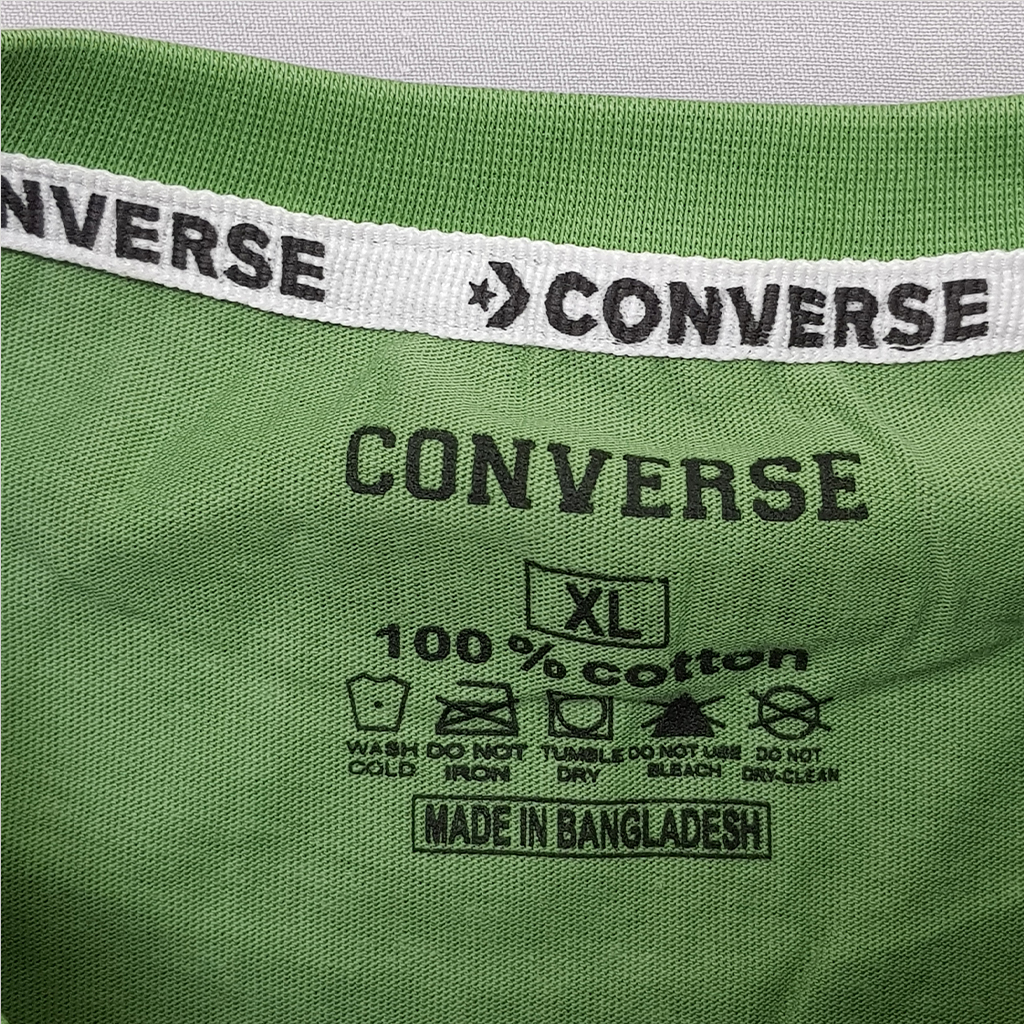 NVERSE CONVERSE
CONVERSE
XL
100 % cotton
WASH COLD
DO NOT IRON
TUMBLE DRY
DO NOT USE BLEACH
DO NOT DRY-CLEAN
MADE IN BANGLADESH